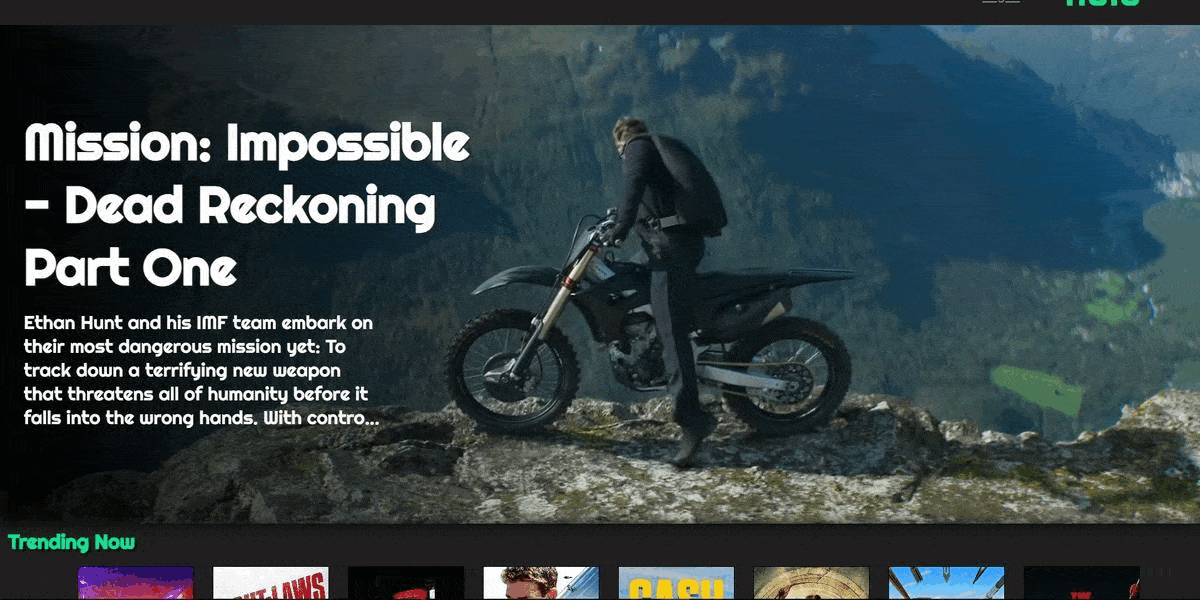 hulu
Mission: Impossible
- Dead Reckoning
Part One
Ethan Hunt and his IMF team embark on
their most dangerous mission yet: To
track down a terrifying new weapon
that threatens all of humanity before it
falls into the wrong hands. With contro...
Trending Now